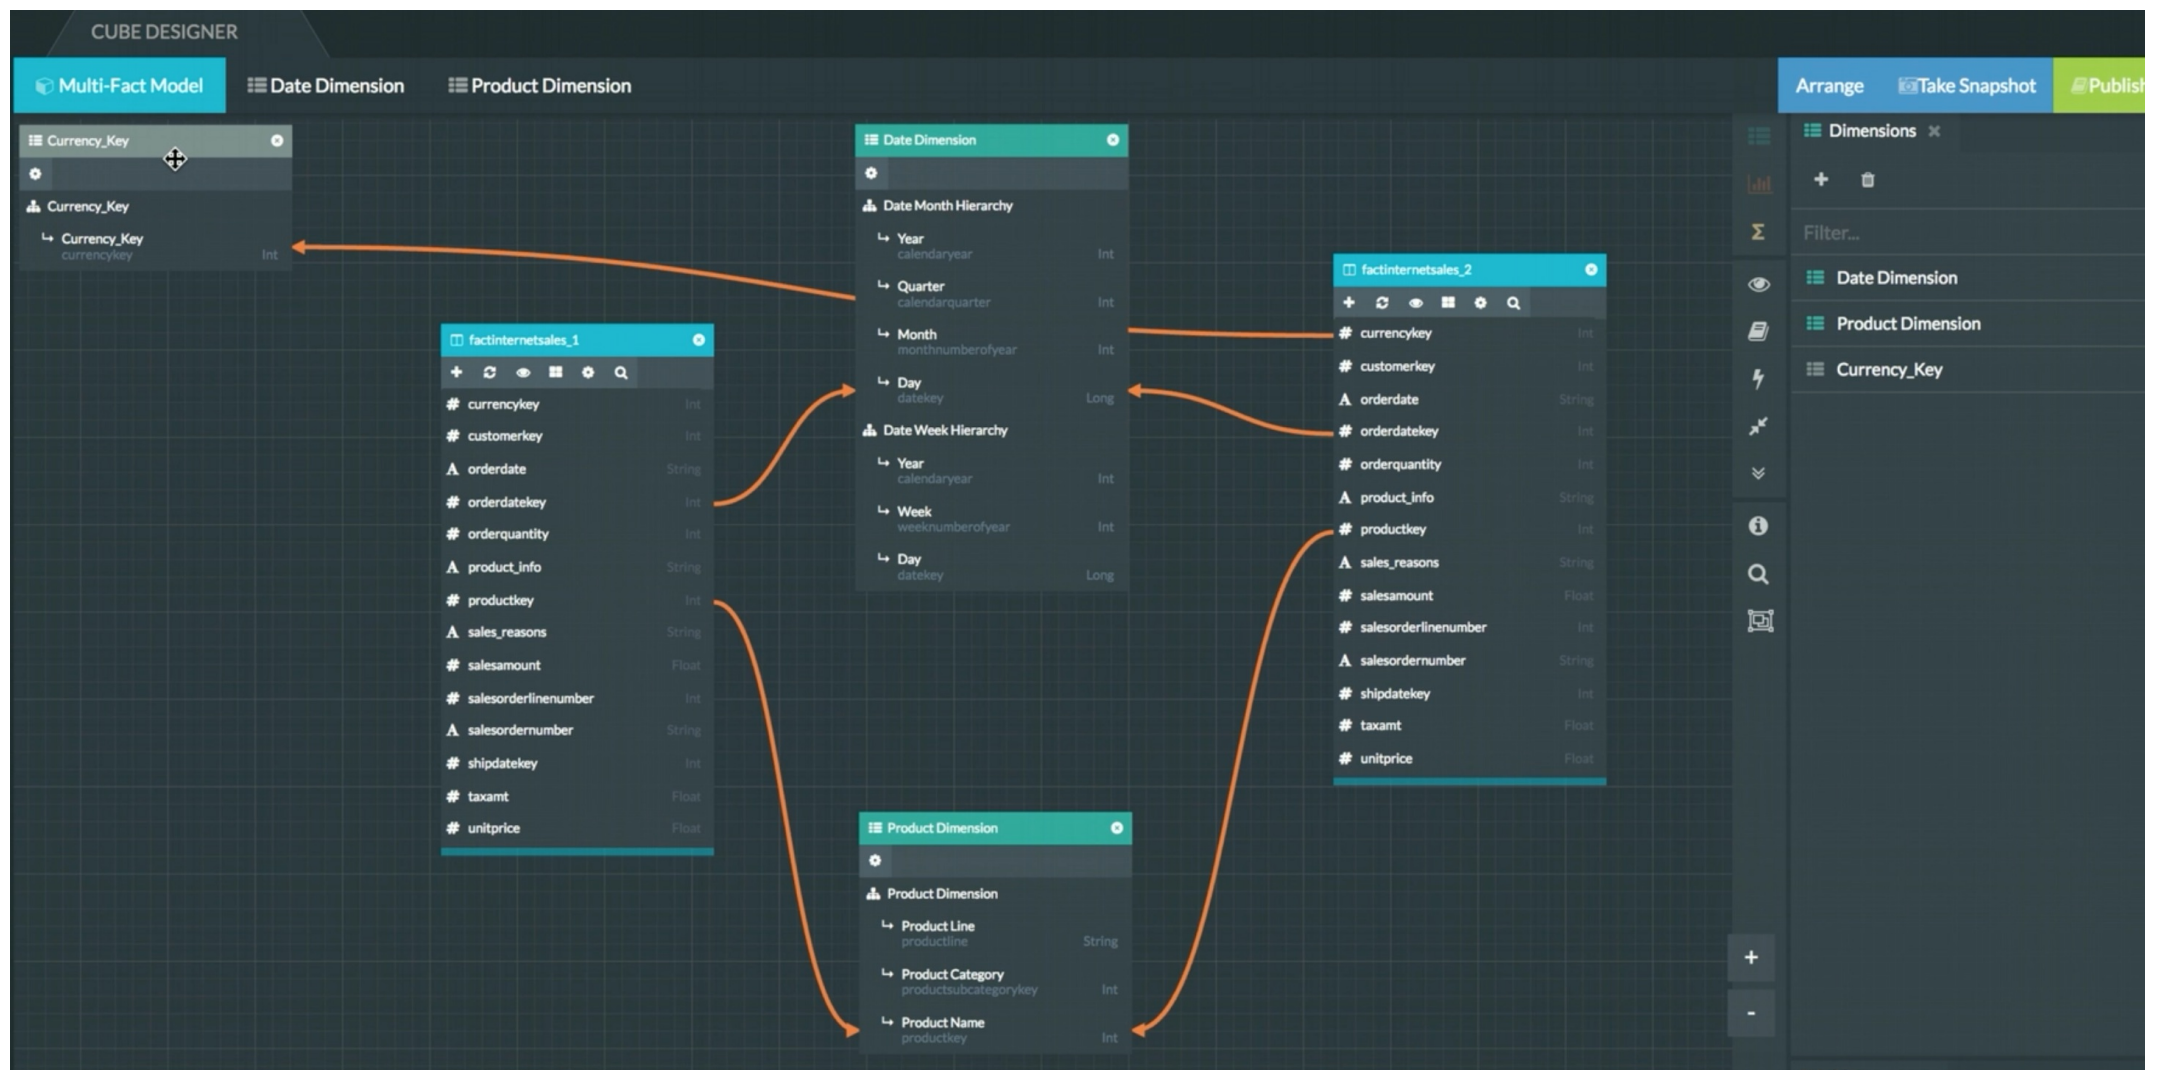 CUBE DESIGNER
Multi-Fact Model
Date Dimension
Product Dimension
Arrange
Take Snapshot
Publish
Currency_Key
Currency_Key
Currency_Key
currencykey Int
factinternetsales_1
# currencykey Int
# customerkey Int
A orderdate String
# orderdatekey Int
# orderquantity Int
A product_info String
# productkey Int
A sales_reasons String
# salesamount Float
# salesorderlinenumber Int
A salesordernumber String
# shipdatekey Int
# taxamt Float
# unitprice Float
Date Dimension
Date Month Hierarchy
Year
calendaryear Int
Quarter
calendarquarter Int
Month
monthnumberofyear Int
Day
datekey Long
Date Week Hierarchy
Year
calendaryear Int
Week
weeknumberofyear Int
Day
datekey Long
Product Dimension
Product Dimension
Product Line
productline String
Product Category
productsubcategorykey Int
Product Name
productkey Int
factinternetsales_2
# currencykey Int
# customerkey Int
A orderdate String
# orderdatekey Int
# orderquantity Int
A product_info String
# productkey Int
A sales_reasons String
# salesamount Float
# salesorderlinenumber Int
A salesordernumber String
# shipdatekey Int
# taxamt Float
# unitprice Float
Dimensions
Filter...
Date Dimension
Product Dimension
Currency_Key